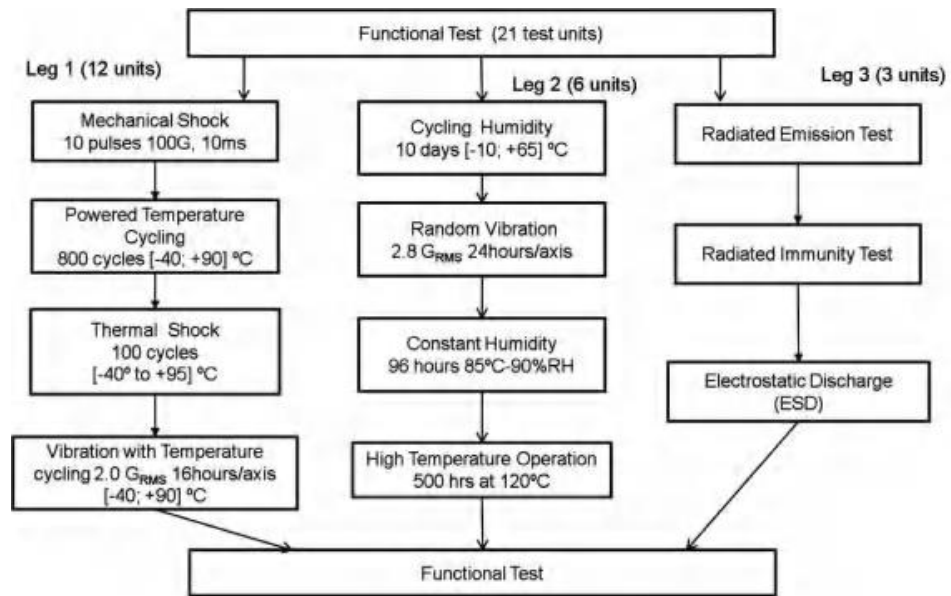 Functional Test (21 test units)
Leg 1 (12 units)
Mechanical Shock
10 pulses 100G, 10ms
Powered Temperature
Cycling
800 cycles [-40; +90] ºC
Thermal Shock
100 cycles
[-40º to +95] ºC
Vibration with Temperature
cycling 2.0 GRMS 16hours/axis
[-40; +90] ºC
Leg 2 (6 units)
Cycling Humidity
10 days [-10; +65] ºC
Random Vibration
2.8 GRMS 24hours/axis
Constant Humidity
96 hours 85ºC-90%RH
High Temperature Operation
500 hrs at 120ºC
Leg 3 (3 units)
Radiated Emission Test
Radiated Immunity Test
Electrostatic Discharge
(ESD)
Functional Test